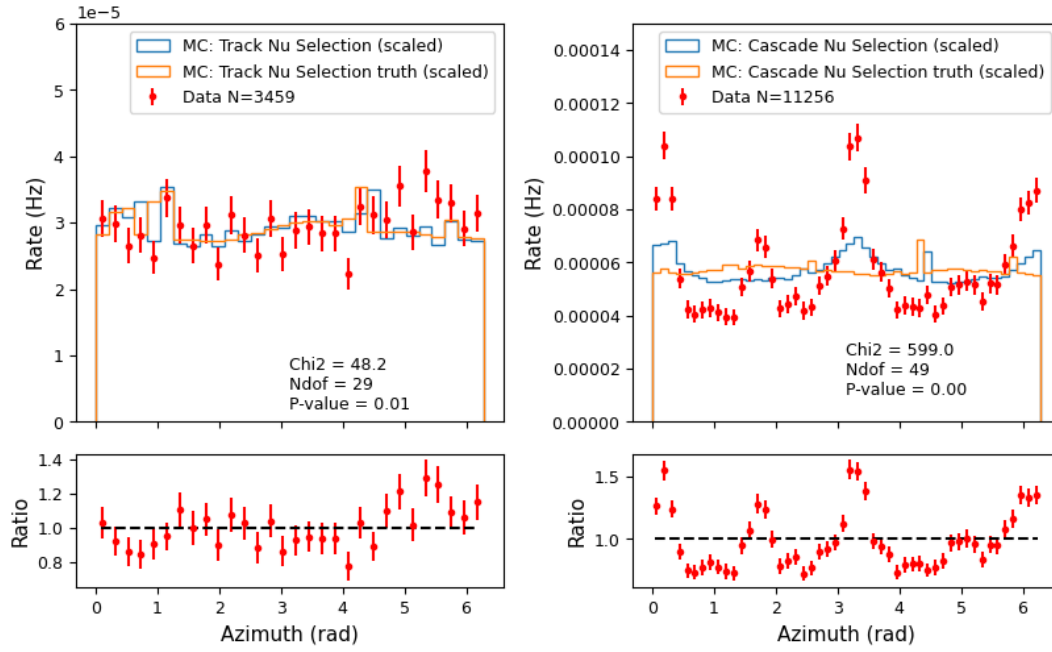 1e−5
6
5
4
3
2
1
0
Rate (Hz)
MC: Track Nu Selection (scaled)
MC: Track Nu Selection truth (scaled)
Data N=3459
Chi2 = 48.2
Ndof = 29
P-value = 0.01
1.4
1.2
1.0
0.8
Ratio
0 1 2 3 4 5 6
Azimuth (rad)
0.00014
0.00012
0.00010
0.00008
0.00006
0.00004
0.00002
0.00000
Rate (Hz)
MC: Cascade Nu Selection (scaled)
MC: Cascade Nu Selection truth (scaled)
Data N=11256
Chi2 = 599.0
Ndof = 49
P-value = 0.00
1.5
1.0
Ratio
0 1 2 3 4 5 6
Azimuth (rad)